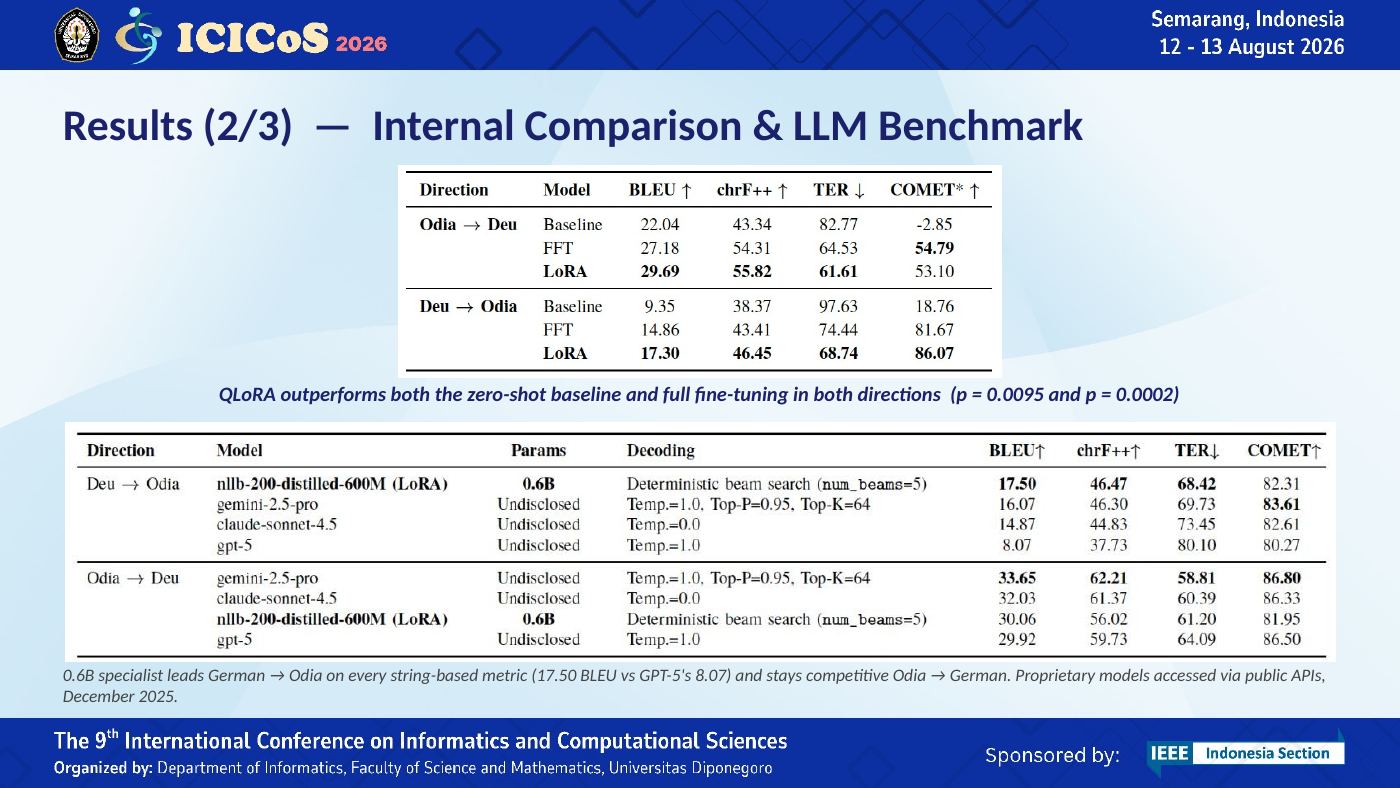 ICICoS 2026
Semarang, Indonesia
12 - 13 August 2026
Results (2/3) — Internal Comparison & LLM Benchmark
Direction Model BLEU ↑ chrF++ ↑ TER ↓ COMET* ↑
Odia → Deu Baseline 22.04 43.34 82.77 -2.85
FFT 27.18 54.31 64.53 54.79
LoRA 29.69 55.82 61.61 53.10
Deu → Odia Baseline 9.35 38.37 97.63 18.76
FFT 14.86 43.41 74.44 81.67
LoRA 17.30 46.45 68.74 86.07
QLoRA outperforms both the zero-shot baseline and full fine-tuning in both directions (p = 0.0095 and p = 0.0002)
Direction Model Params Decoding BLEU↑ chrF++↑ TER↓ COMET↑
Deu → Odia nllb-200-distilled-600M (LoRA) 0.6B Deterministic beam search (num_beams=5) 17.50 46.47 68.42 82.31
gemini-2.5-pro Undisclosed Temp.=1.0, Top-P=0.95, Top-K=64 16.07 46.30 69.73 83.61
claude-sonnet-4.5 Undisclosed Temp.=0.0 14.87 44.83 73.45 82.61
gpt-5 Undisclosed Temp.=1.0 8.07 37.73 80.10 80.27
Odia → Deu gemini-2.5-pro Undisclosed Temp.=1.0, Top-P=0.95, Top-K=64 33.65 62.21 58.81 86.80
claude-sonnet-4.5 Undisclosed Temp.=0.0 32.03 61.37 60.39 86.33
nllb-200-distilled-600M (LoRA) 0.6B Deterministic beam search (num_beams=5) 30.06 56.02 61.20 81.95
gpt-5 Undisclosed Temp.=1.0 29.92 59.73 64.09 86.50
0.6B specialist leads German → Odia on every string-based metric (17.50 BLEU vs GPT-5's 8.07) and stays competitive Odia → German. Proprietary models accessed via public APIs,
December 2025.
The 9th International Conference on Informatics and Computational Sciences
Organized by: Department of Informatics, Faculty of Science and Mathematics, Universitas Diponegoro
Sponsored by:
IEEE Indonesia Section